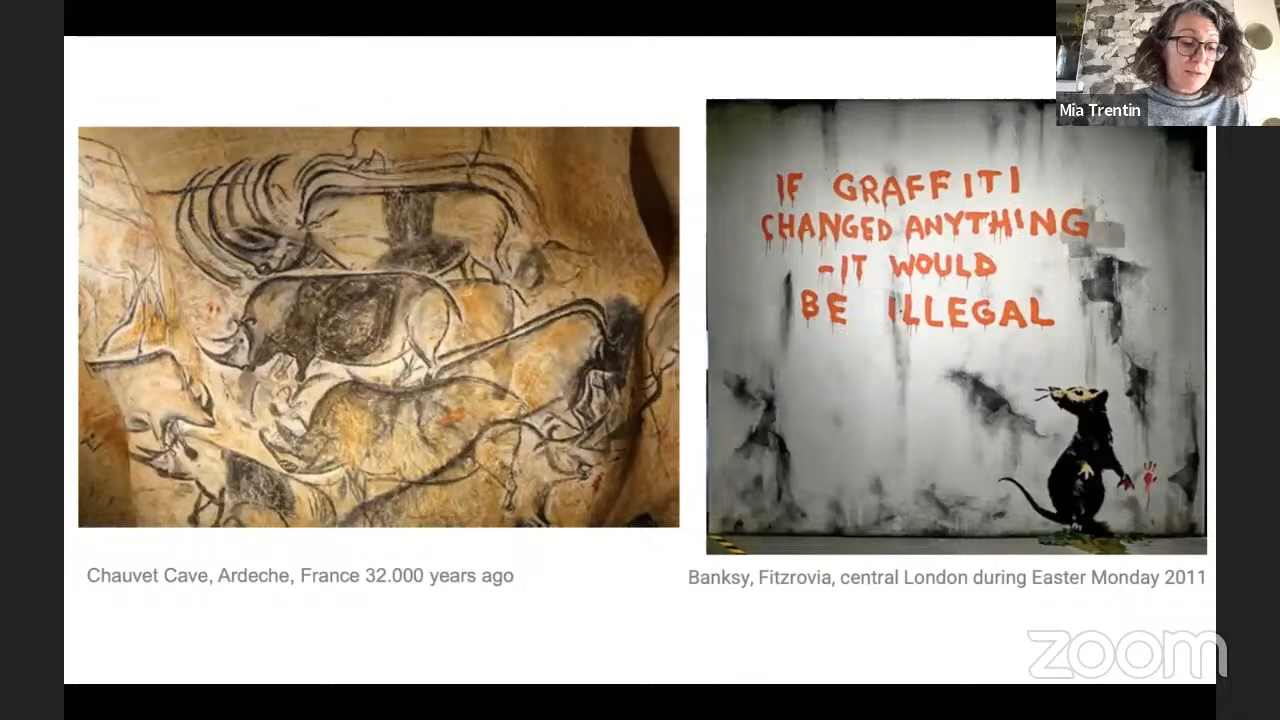 Mia Trentin
IF GRAFFITI
CHANGED ANYTHING
-IT WOULD
BE ILLEGAL
Chauvet Cave, Ardeche, France 32.000 years ago
Banksy, Fitzrovia, central London during Easter Monday 2011
zoom